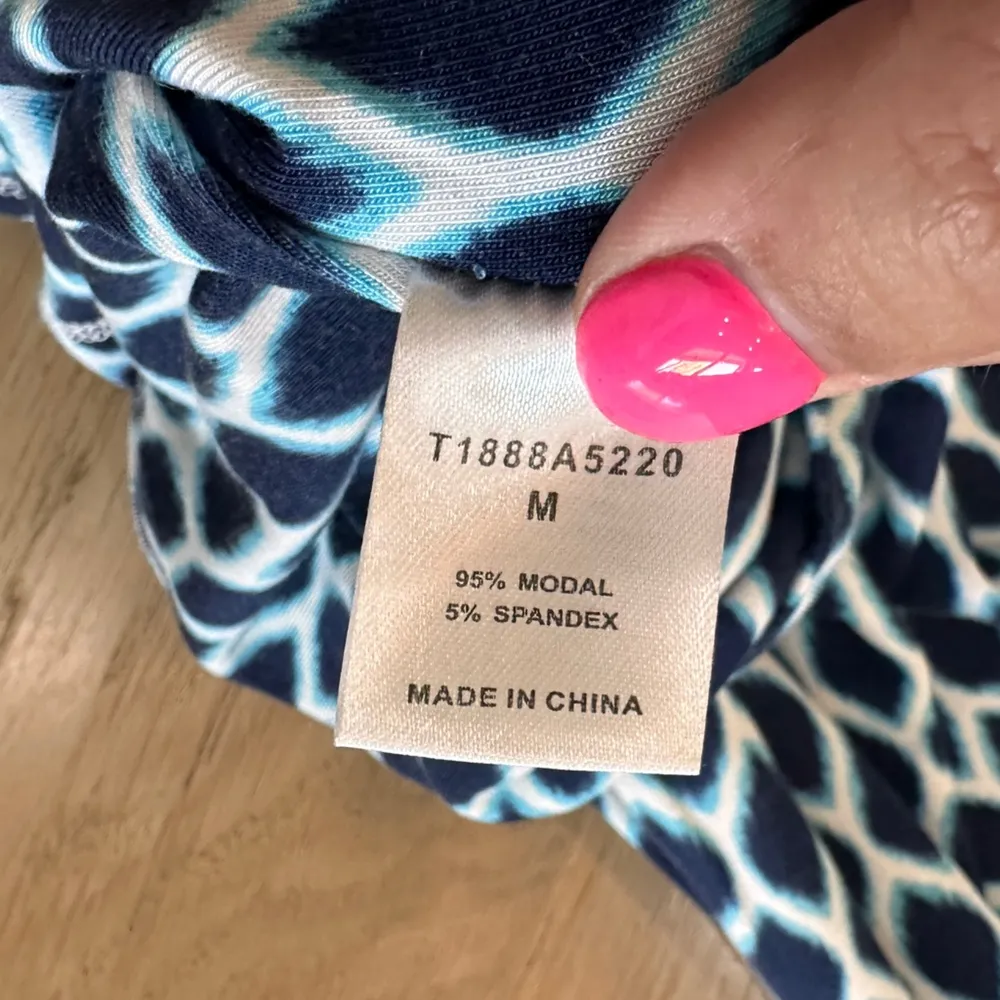 T1888A5220
M
95% MODAL
5% SPANDEX
MADE IN CHINA